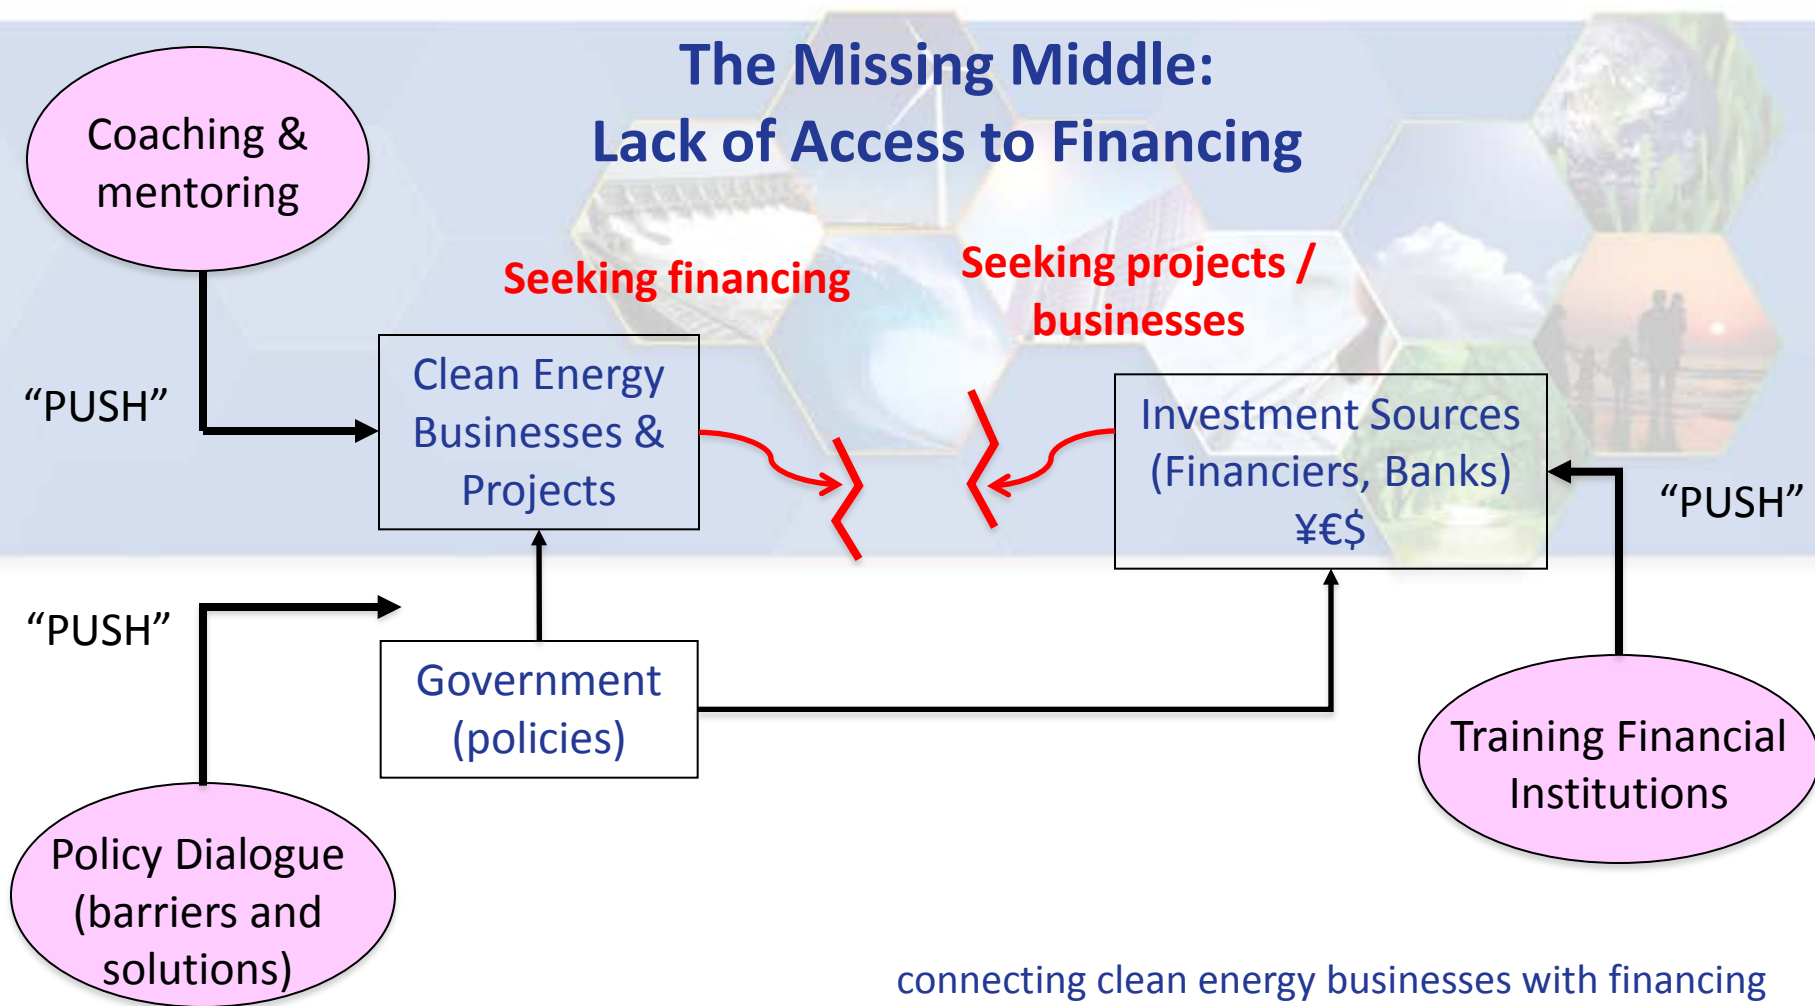 The Missing Middle:
Lack of Access to Financing
Coaching &
mentoring
Seeking financing
Seeking projects /
businesses
“PUSH”
Clean Energy
Businesses &
Projects
Investment Sources
(Financiers, Banks)
¥€$
“PUSH”
“PUSH”
Government
(policies)
Training Financial
Institutions
Policy Dialogue
(barriers and
solutions)
connecting clean energy businesses with financing